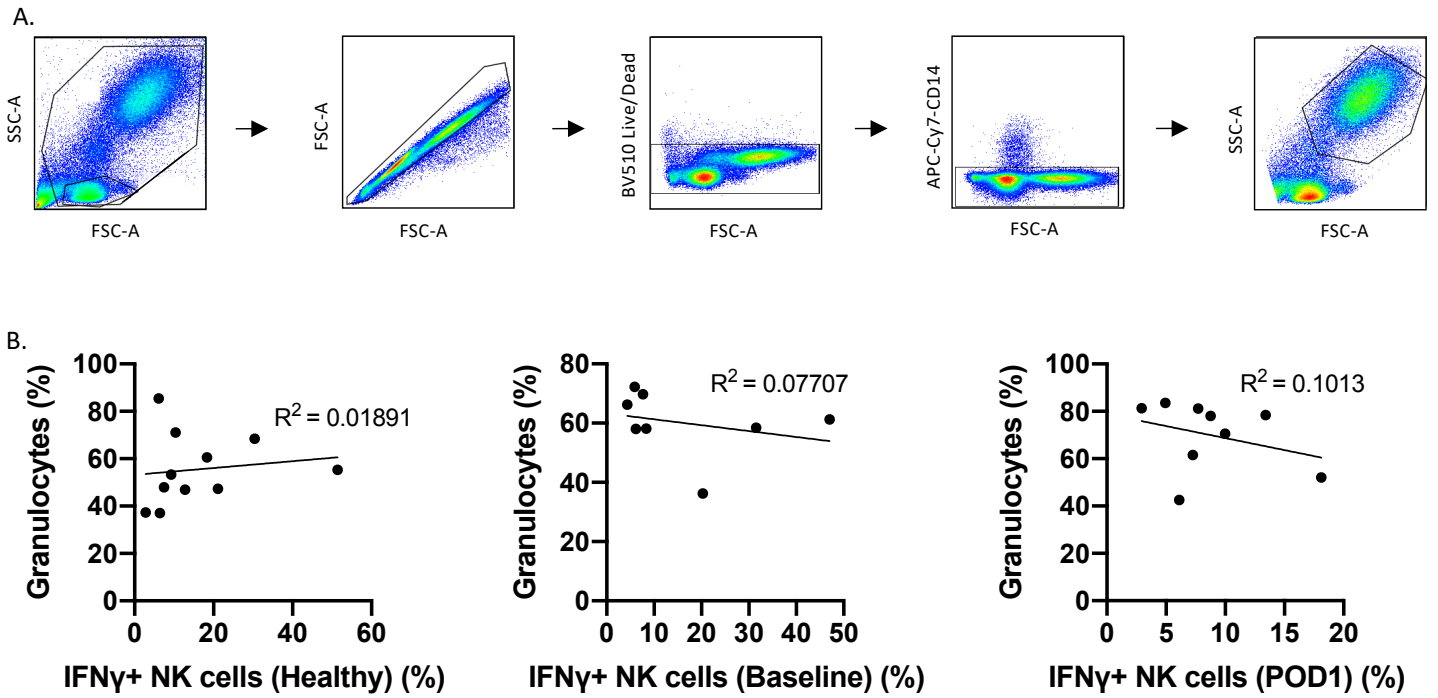 A.
SSC-A
FSC-A
FSC-A
FSC-A
BV510 Live/Dead
FSC-A
APC-Cy7-CD14
FSC-A
SSC-A
FSC-A
B.
Granulocytes (%)
100
80
60
40
20
0
R² = 0.01891
0 20 40 60
IFNγ+ NK cells (Healthy) (%)
Granulocytes (%)
80
60
40
20
0
R² = 0.07707
0 10 20 30 40 50
IFNγ+ NK cells (Baseline) (%)
Granulocytes (%)
100
80
60
40
20
0
R² = 0.1013
0 5 10 15 20
IFNγ+ NK cells (POD1) (%)